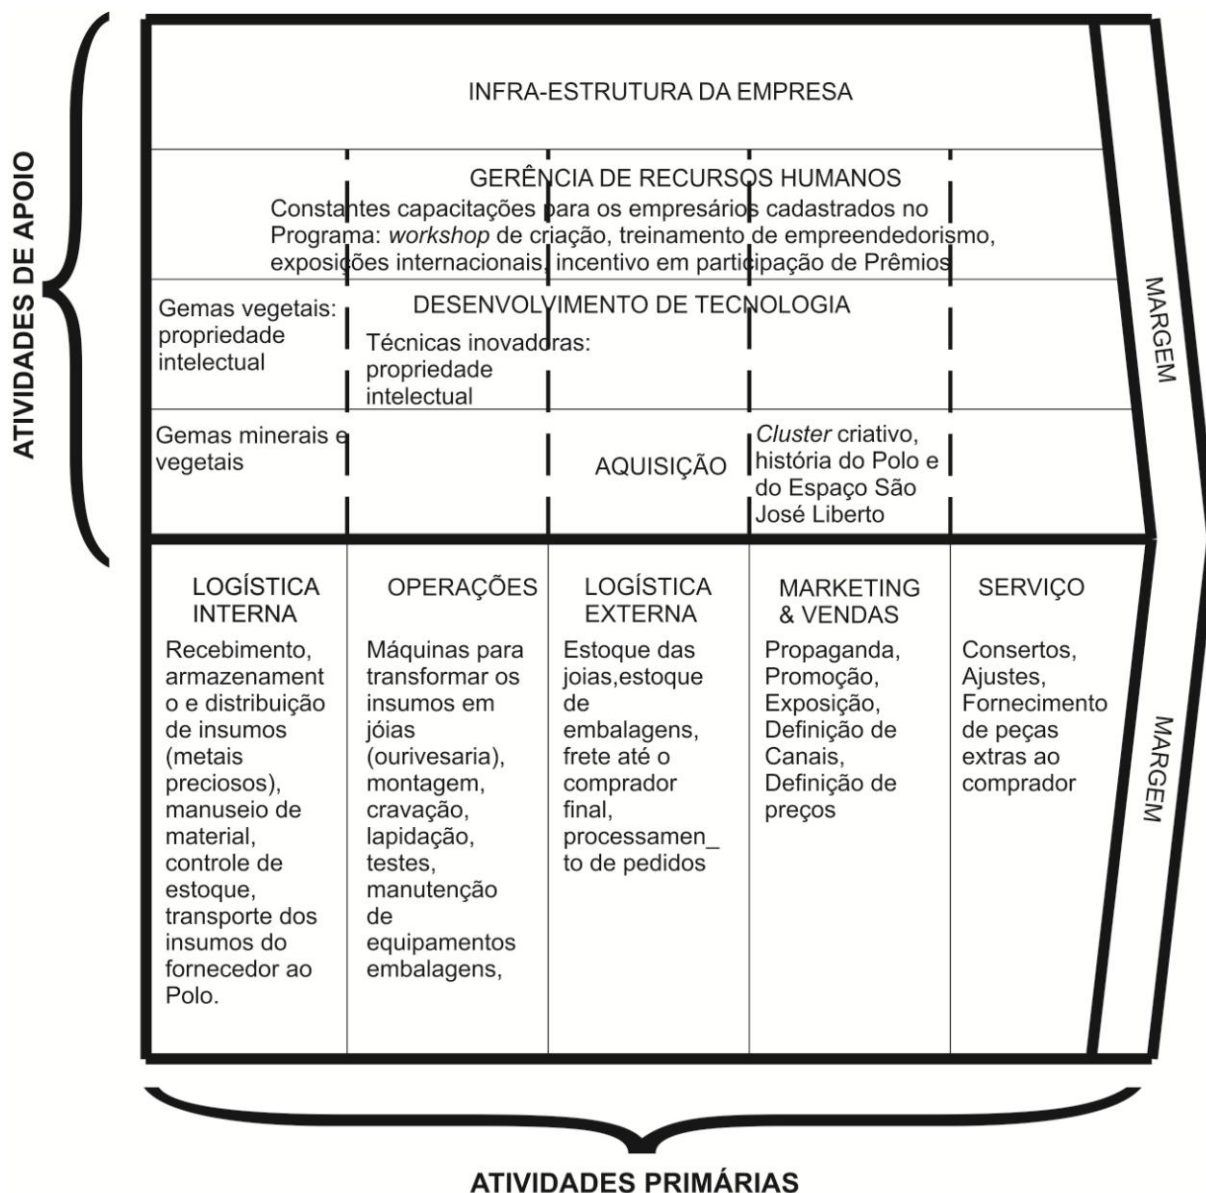 ATIVIDADES DE APOIO
INFRA-ESTRUTURA DA EMPRESA
GERÊNCIA DE RECURSOS HUMANOS
Constantes capacitações para os empresários cadastrados no
Programa: workshop de criação, treinamento de empreendedorismo,
exposições internacionais, incentivo em participação de Prêmios
DESENVOLVIMENTO DE TECNOLOGIA
Gemas vegetais:
propriedade
intelectual
Técnicas inovadoras:
propriedade
intelectual
Gemas minerais e
vegetais
AQUISIÇÃO
Cluster criativo,
história do Polo e
do Espaço São
José Liberto
MARGEM
LOGÍSTICA
INTERNA
Recebimento,
armazenament
o e distribuição
de insumos
(metais
preciosos),
manuseio de
material,
controle de
estoque,
transporte dos
insumos do
fornecedor ao
Polo.
OPERAÇÕES
Máquinas para
transformar os
insumos em
jóias
(ourivesaria),
montagem,
cravação,
lapidação,
testes,
manutenção
de
equipamentos
embalagens,
LOGÍSTICA
EXTERNA
Estoque das
joias,estoque
de
embalagens,
frete até o
comprador
final,
processamen_
to de pedidos
MARKETING
& VENDAS
Propaganda,
Promoção,
Exposição,
Definição de
Canais,
Definição de
preços
SERVIÇO
Consertos,
Ajustes,
Fornecimento
de peças
extras ao
comprador
MARGEM
ATIVIDADES PRIMÁRIAS